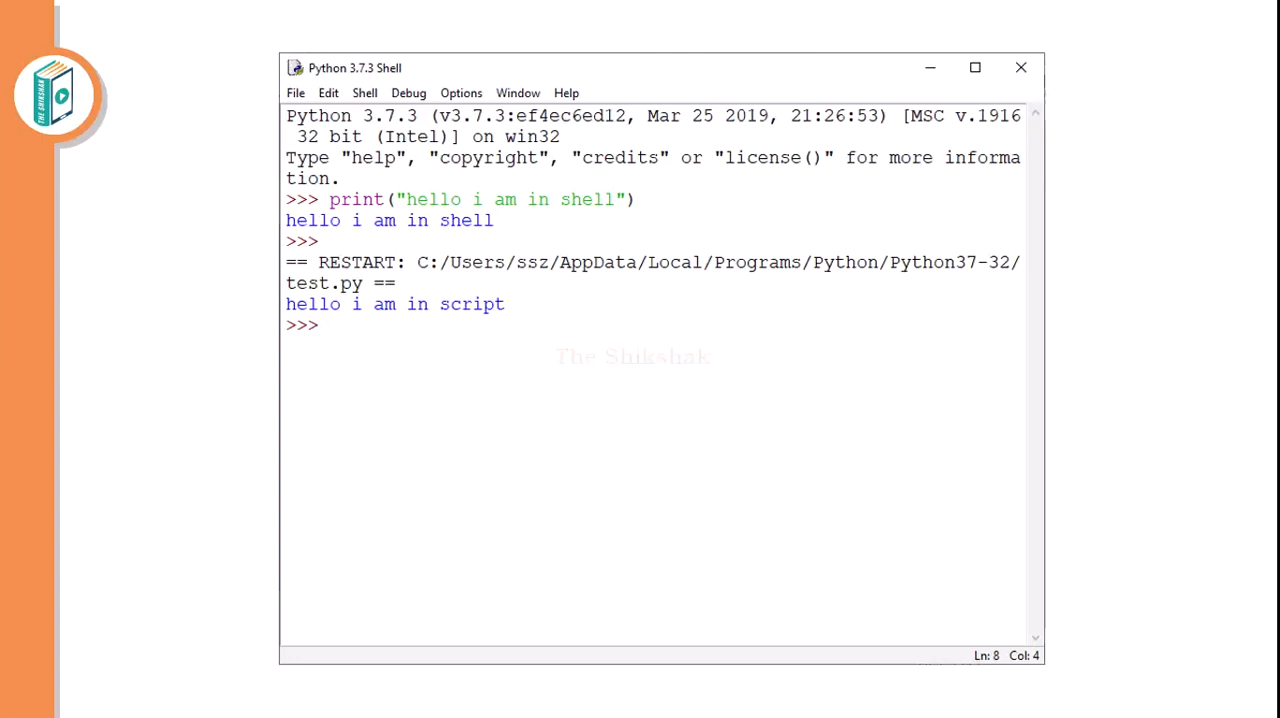 THE SHIKSHAK
Python 3.7.3 Shell
File Edit Shell Debug Options Window Help
Python 3.7.3 (v3.7.3:ef4ec6ed12, Mar 25 2019, 21:26:53) [MSC v.1916
 32 bit (Intel)] on win32
Type "help", "copyright", "credits" or "license()" for more informa
tion.
>>> print("hello i am in shell")
hello i am in shell
>>>
== RESTART: C:/Users/ssz/AppData/Local/Programs/Python/Python37-32/
test.py ==
hello i am in script
>>>
The Shikshak
Ln: 8 Col: 4